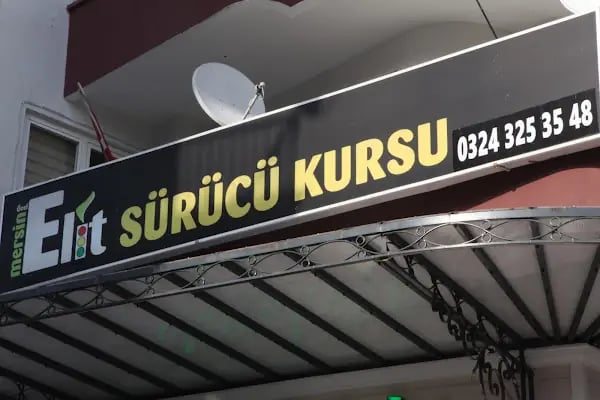 Özel
mersin
Elit
SÜRÜCÜ KURSU
0324 325 35 48